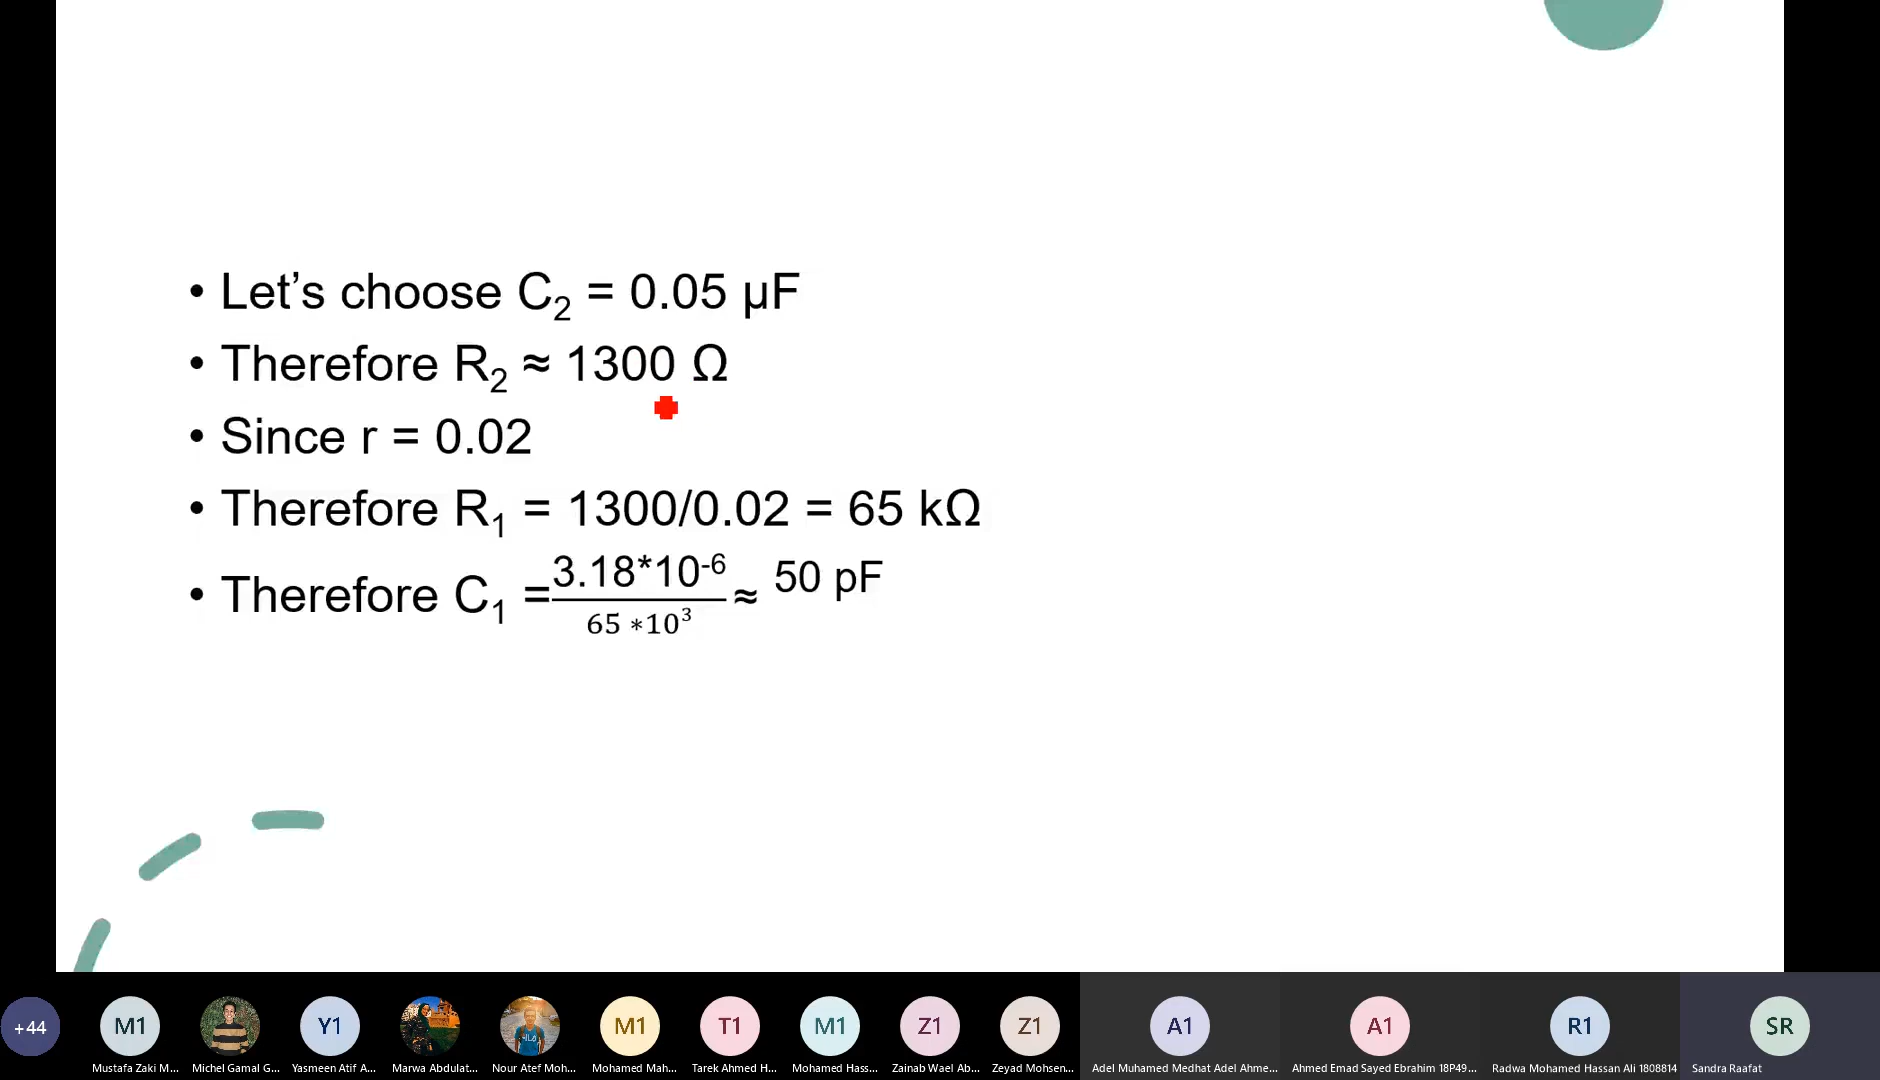 • Let’s choose C₂ = 0.05 µF
• Therefore R₂ ≈ 1300 Ω
• Since r = 0.02
• Therefore R₁ = 1300/0.02 = 65 kΩ
• Therefore C₁ = 3.18*10⁻⁶ / 65 *10³ ≈ 50 pF
+44
M1
Y1
M1
T1
M1
Z1
Z1
A1
A1
R1
SR
Mustafa Zaki M...
Michel Gamal G...
Yasmeen Atif A...
Marwa Abdulat...
Nour Atef Moh...
Mohamed Mah...
Tarek Ahmed H...
Mohamed Hass...
Zainab Wael Ab...
Zeyad Mohsen...
Adel Muhamed Medhat Adel Ahme...
Ahmed Emad Sayed Ebrahim 18P49...
Radwa Mohamed Hassan Ali 1808814
Sandra Raafat